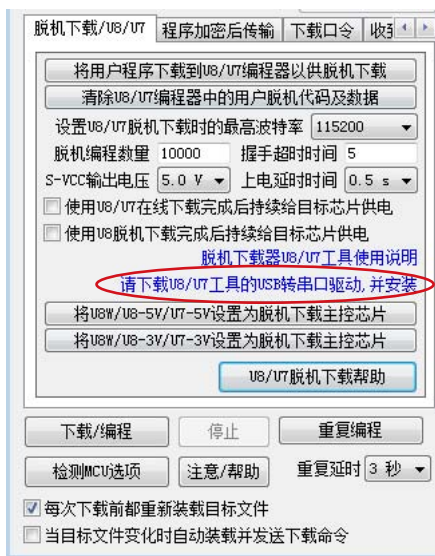 脱机下载/U8/U7 程序加密后传输 下载口令
将用户程序下载到U8/U7编程器以供脱机下载
清除U8/U7编程器中的用户脱机代码及数据
设置U8/U7脱机下载时的最高波特率 115200
脱机编程数量 10000 握手超时时间 5
S-VCC输出电压 5.0 V 上电延时时间 0.5 s
使用U8/U7在线下载完成后持续给目标芯片供电
使用U8脱机下载完成后持续给目标芯片供电
脱机下载器U8/U7工具使用说明
请下载U8/U7工具的USB转串口驱动,并安装
将U8W/U8-5V/U7-5V设置为脱机下载主控芯片
将U8W/U8-3V/U7-3V设置为脱机下载主控芯片
U8/U7脱机下载帮助
下载/编程 停止 重复编程
检测MCU选项 注意/帮助 重复延时 3 秒
每次下载前都重新装载目标文件
当目标文件变化时自动装载并发送下载命令